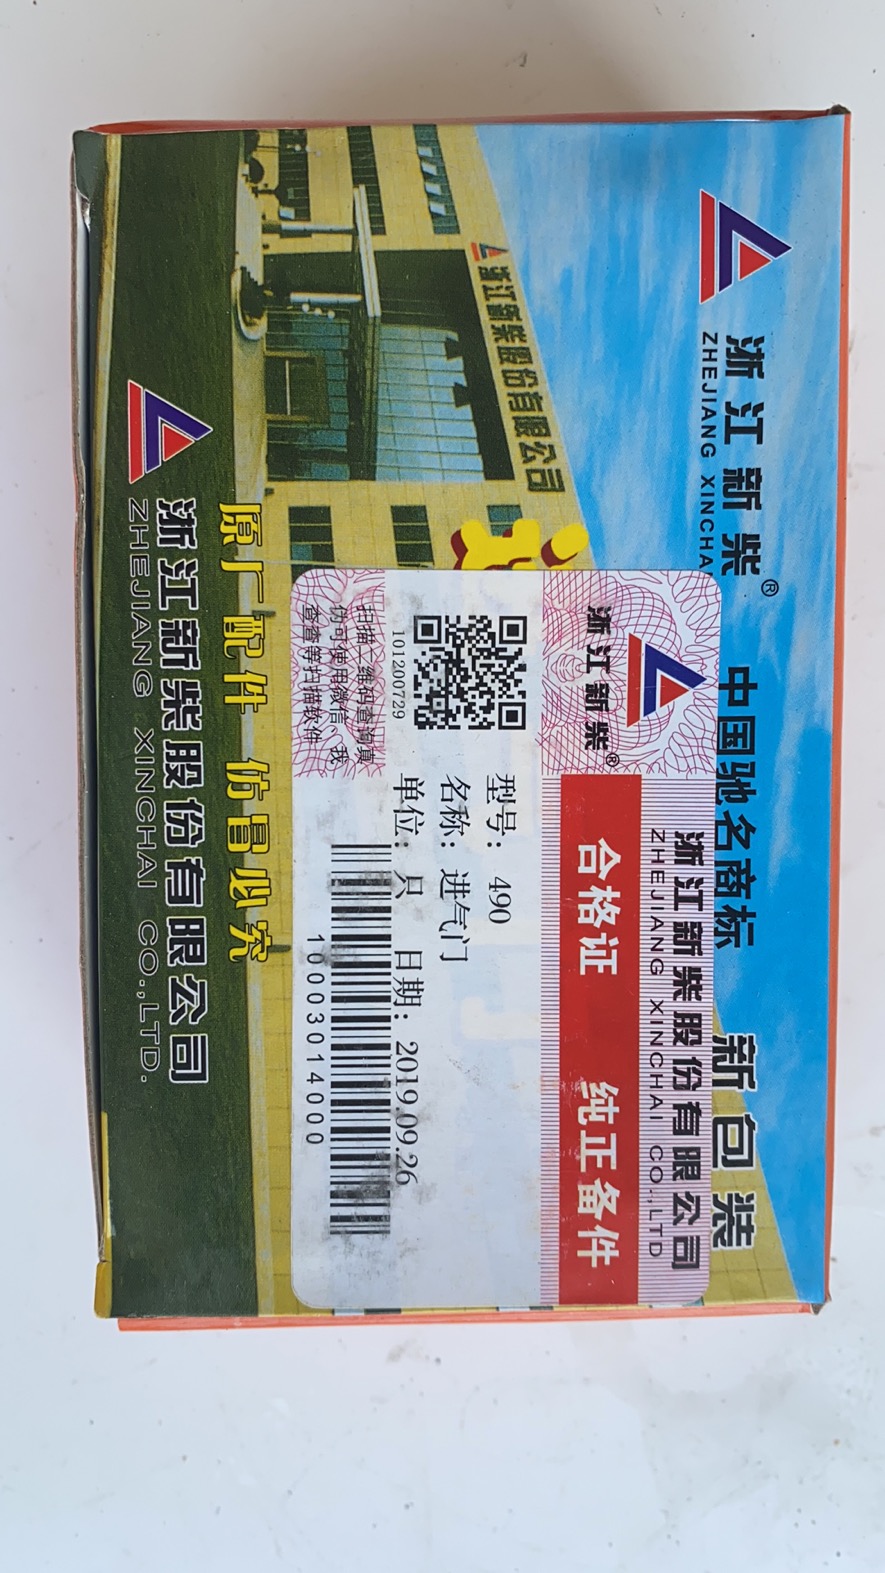 浙江新柴®
ZHEJIANG XINCHA
中国驰名商标
新包装
浙江新柴股份有限公司
浙江新柴®
浙江新柴股份有限公司
ZHEJIANG XINCHAI CO.,LTD
合格证 纯正备件
型号: 490
名称: 进气门
单位: 只 日期: 2019.09.26
10003014000
101200729
扫描二维码查询真
伪可使用微信、我
查查等扫描软件
原厂配件 仿冒必究
浙江新柴股份有限公司
ZHEJIANG XINCHAI CO.,LTD.